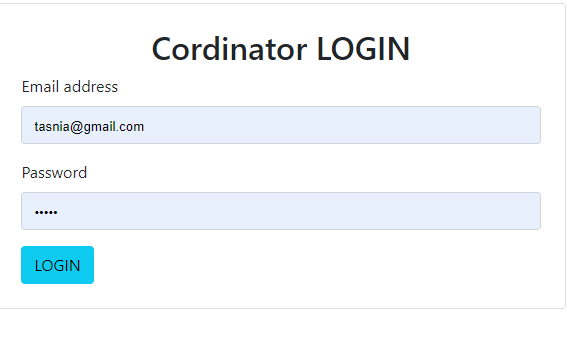 Cordinator LOGIN
Email address
tasnia@gmail.com
Password
•••••
LOGIN